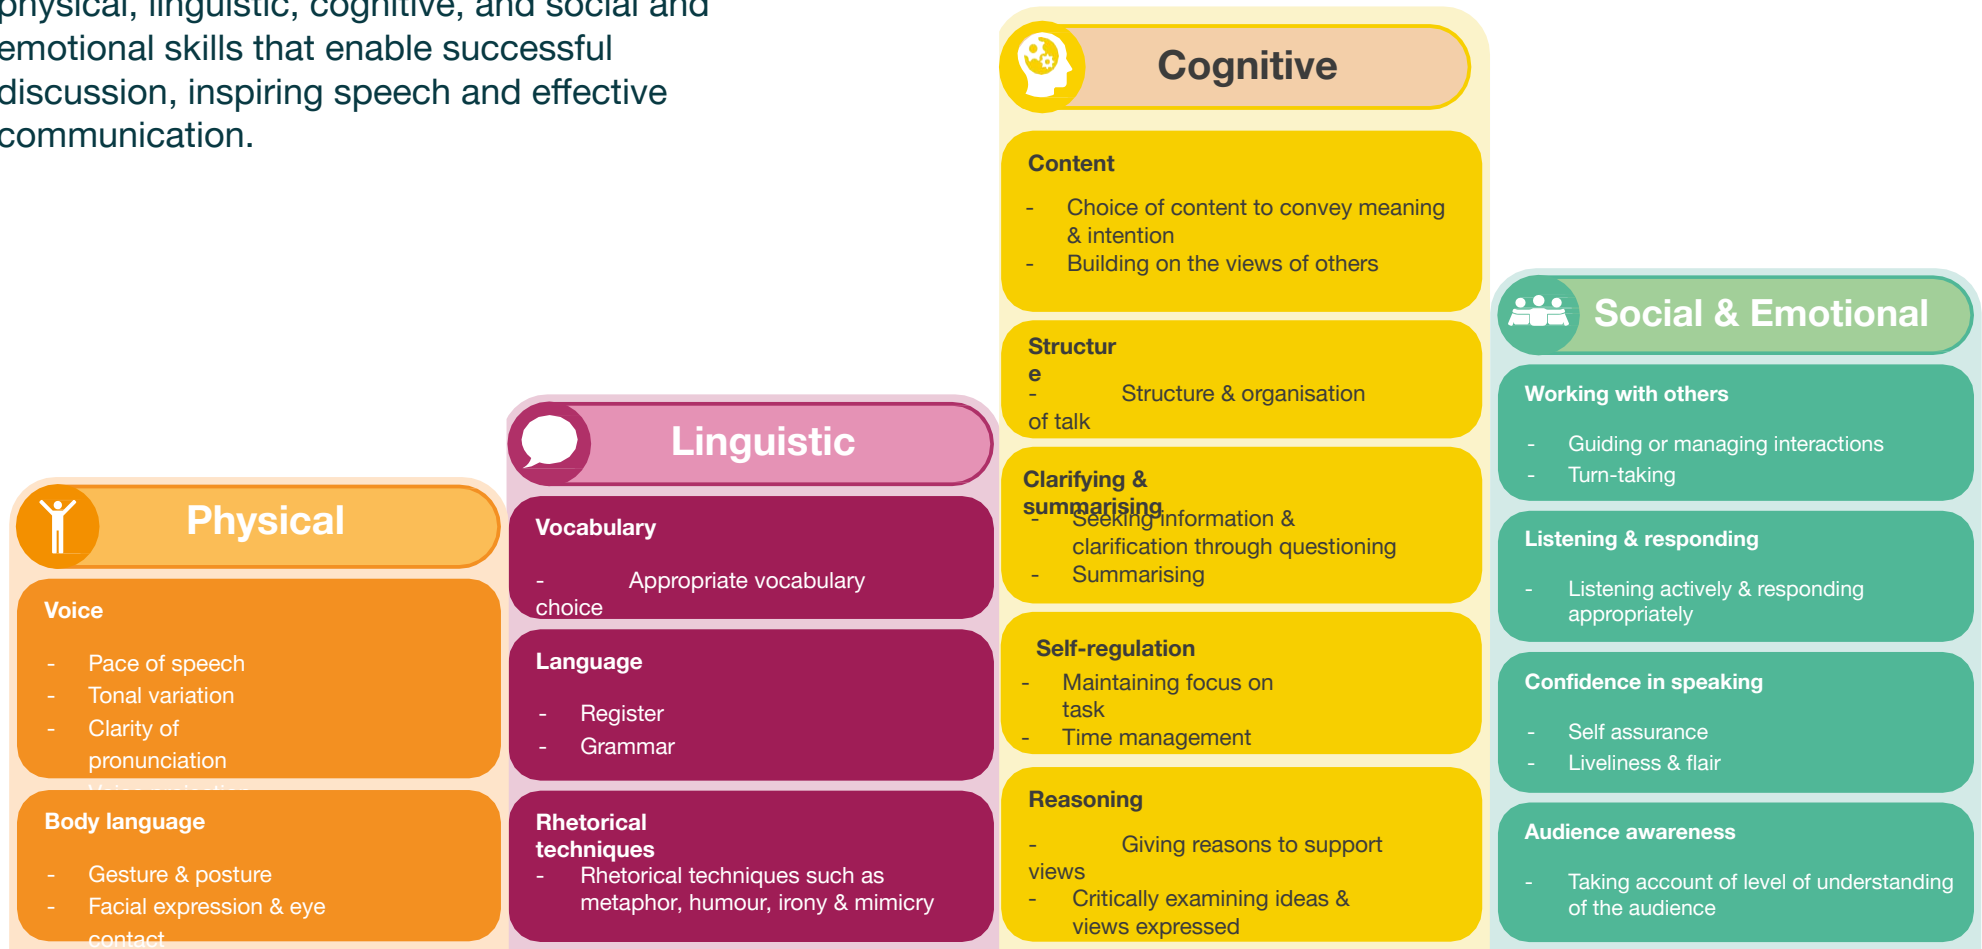 physical, linguistic, cognitive, and social and
emotional skills that enable successful
discussion, inspiring speech and effective
communication.
Physical
Voice
- Pace of speech
- Tonal variation
- Clarity of
pronunciation
Body language
- Gesture & posture
- Facial expression & eye
contact
Linguistic
Vocabulary
- Appropriate vocabulary
choice
Language
- Register
- Grammar
Rhetorical
techniques
- Rhetorical techniques such as
metaphor, humour, irony & mimicry
Cognitive
Content
- Choice of content to convey meaning
& intention
- Building on the views of others
Structur
e
- Structure & organisation
of talk
Clarifying &
summarising
- Seeking information &
clarification through questioning
- Summarising
Self-regulation
- Maintaining focus on
task
- Time management
Reasoning
- Giving reasons to support
views
- Critically examining ideas &
views expressed
Social & Emotional
Working with others
- Guiding or managing interactions
- Turn-taking
Listening & responding
- Listening actively & responding
appropriately
Confidence in speaking
- Self assurance
- Liveliness & flair
Audience awareness
- Taking account of level of understanding
of the audience